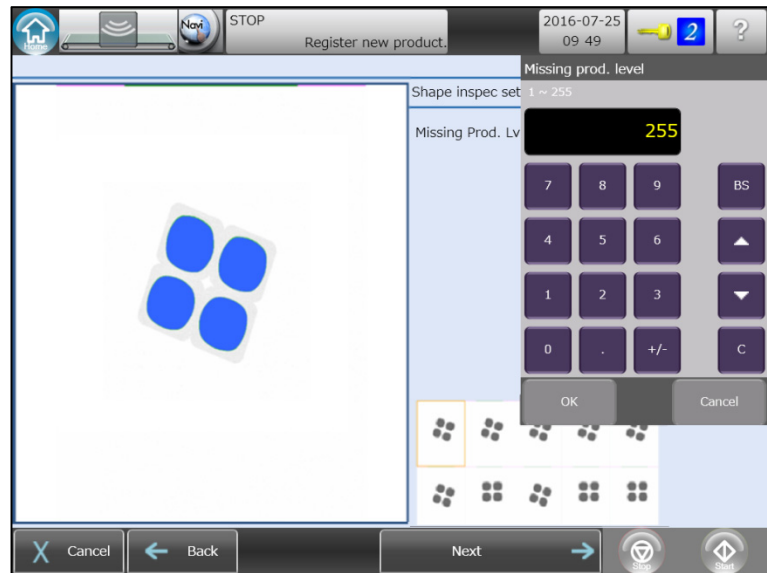 Home
Navi
STOP
Register new product.
2016-07-25
09 49
2
?
Missing prod. level
1 ~ 255
Shape inspec set
Missing Prod. Lv
255
7 8 9 BS
4 5 6
1 2 3
0 . +/- C
OK Cancel
X Cancel
Back
Next
Stop
Start